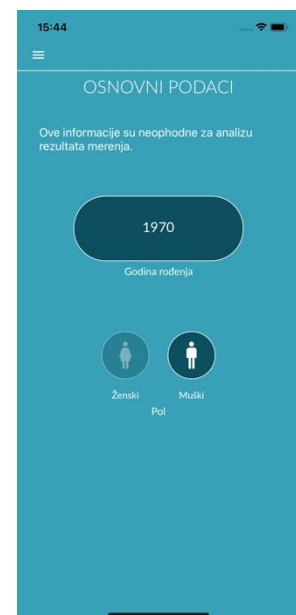 15:44
OSNOVNI PODACI
Ove informacije su neophodne za analizu
rezultata merenja.
1970
Godina rođenja
Ženski Muški
Pol